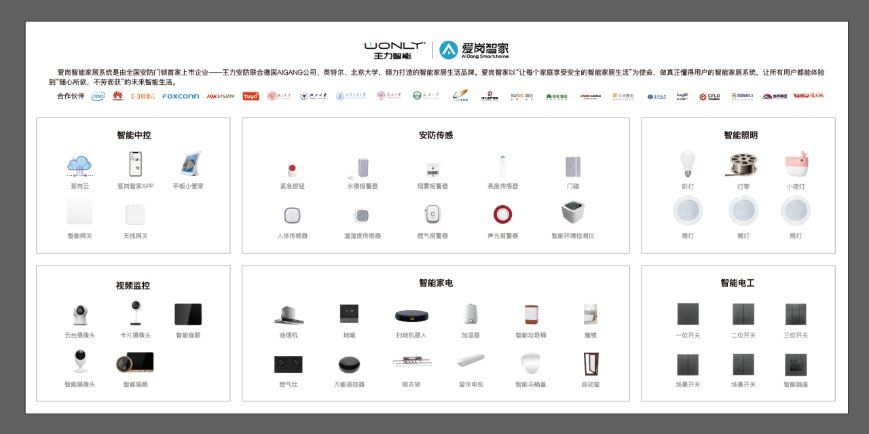 WONLY 王力智能 | 爱岗智家 AiGang SmartHome
爱岗智能家居系统是由全国安防门锁首家上市企业——王力安防联合德国AIGANG公司、英特尔、北京大学，倾力打造的智能家居生活品牌。爱岗智家以“让每个家庭享受安全的智能家居生活”为使命，做真正懂得用户的智能家居系统，让所有用户都能体验
到“随心所欲，不劳而获”的未来智能生活。
合作伙伴 intel HUAWEI 阿里云 FOXCONN FOXVISION tuya
智能中控
爱岗云 爱岗智家APP 平板小管家
智能网关 无线网关
安防传感
紧急按钮 水浸报警器 烟雾报警器 亮度传感器 门磁
人体传感器 温湿度传感器 燃气报警器 声光报警器 智能环境检测仪
智能照明
彩灯 灯带 小夜灯
筒灯 筒灯 筒灯
视频监控
云台摄像头 卡片摄像头 智能猫眼
智能摄像头 智能猫眼
智能家电
油烟机 地暖 扫地机器人 加湿器 智能垃圾桶 魔镜
燃气灶 万能遥控器 晾衣架 窗帘电机 智能马桶盖 自动窗
智能电工
一位开关 二位开关 三位开关
场景开关 场景开关 智能插座